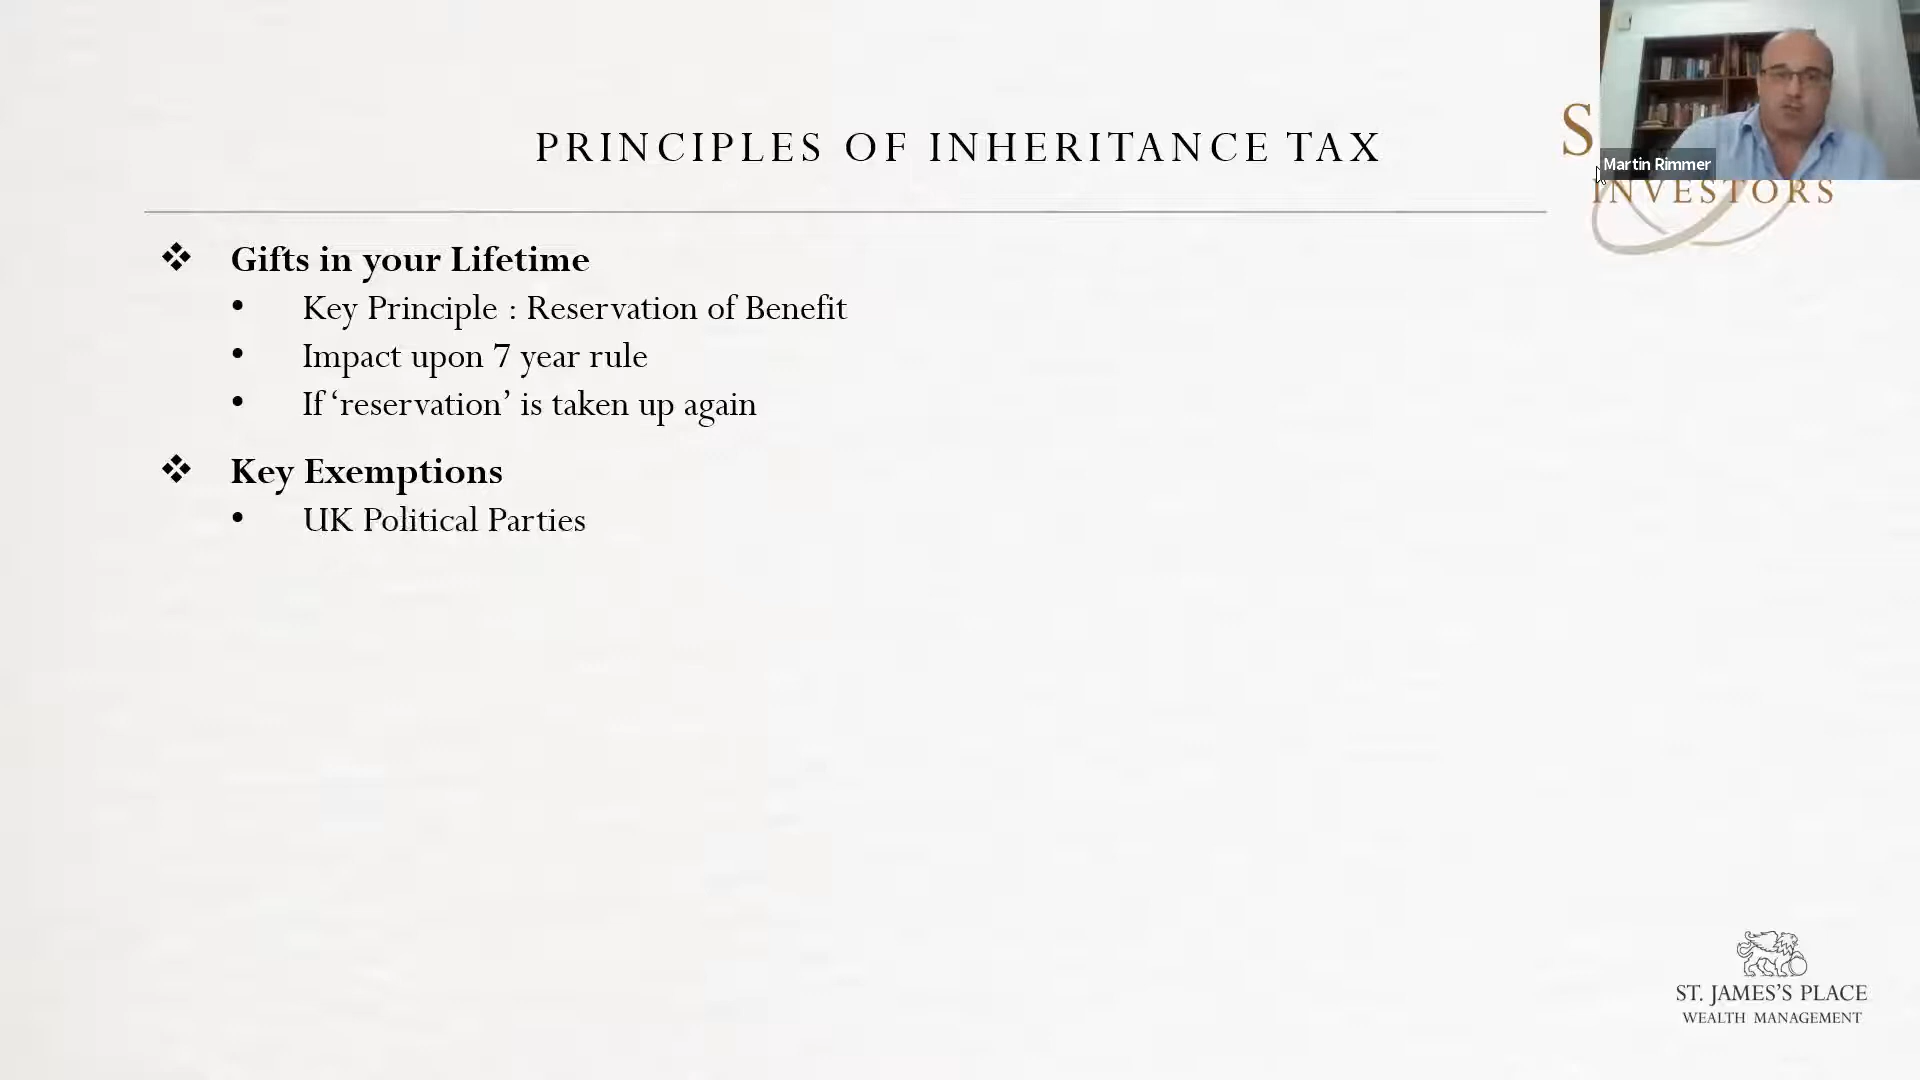 PRINCIPLES OF INHERITANCE TAX
S
Martin Rimmer
INVESTORS
Gifts in your Lifetime
• Key Principle : Reservation of Benefit
• Impact upon 7 year rule
• If ‘reservation’ is taken up again
Key Exemptions
• UK Political Parties
ST. JAMES’S PLACE
WEALTH MANAGEMENT